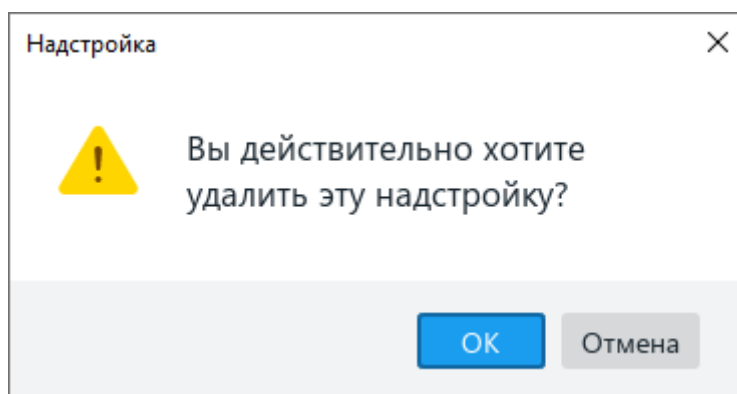 Надстройка
Вы действительно хотите
удалить эту надстройку?
ОК
Отмена